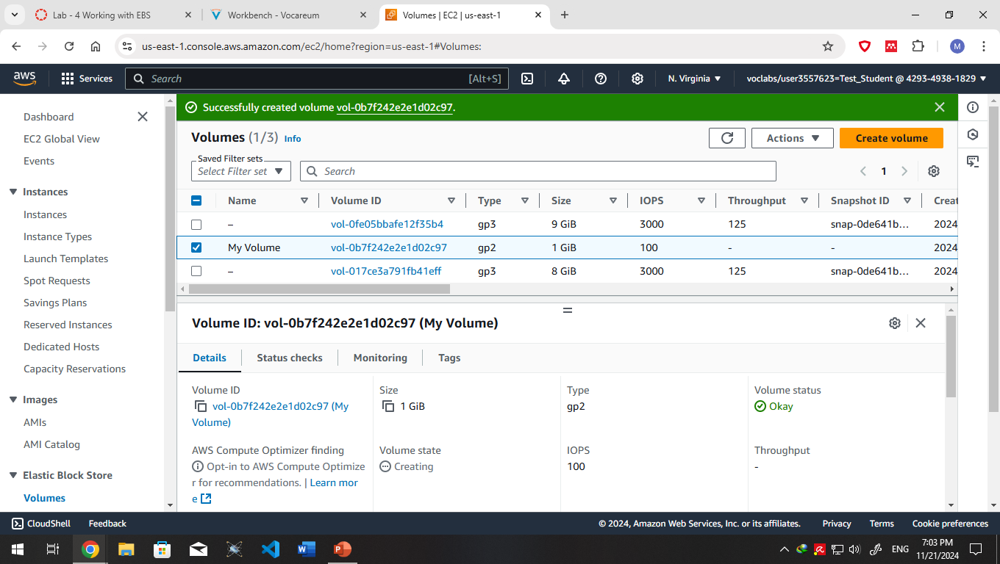 Lab - 4 Working with EBS
Workbench - Vocareum
Volumes | EC2 | us-east-1
us-east-1.console.aws.amazon.com/ec2/home?region=us-east-1#Volumes:
M
aws
Services
Search
[Alt+S]
N. Virginia
voclabs/user3557623=Test_Student @ 4293-4938-1829
Dashboard
EC2 Global View
Events
Instances
Instances
Instance Types
Launch Templates
Spot Requests
Savings Plans
Reserved Instances
Dedicated Hosts
Capacity Reservations
Images
AMIs
AMI Catalog
Elastic Block Store
Volumes
Successfully created volume vol-0b7f242e2e1d02c97.
Volumes (1/3) Info
Actions
Create volume
Saved Filter sets
Select Filter set
Search
1
Name Volume ID Type Size IOPS Throughput Snapshot ID Creat
– vol-0fe05bbafe12f35b4 gp3 9 GiB 3000 125 snap-0de641b... 2024
My Volume vol-0b7f242e2e1d02c97 gp2 1 GiB 100 - - 2024
– vol-017ce3a791fb41eff gp3 8 GiB 3000 125 snap-0de641b... 2024
Volume ID: vol-0b7f242e2e1d02c97 (My Volume)
Details
Status checks
Monitoring
Tags
Volume ID
vol-0b7f242e2e1d02c97 (My
Volume)
Size
1 GiB
Type
gp2
Volume status
Okay
AWS Compute Optimizer finding
Opt-in to AWS Compute Optimize
r for recommendations. | Learn mor
e
Volume state
Creating
IOPS
100
Throughput
-
CloudShell
Feedback
© 2024, Amazon Web Services, Inc. or its affiliates.
Privacy
Terms
Cookie preferences
ENG
7:03 PM
11/21/2024